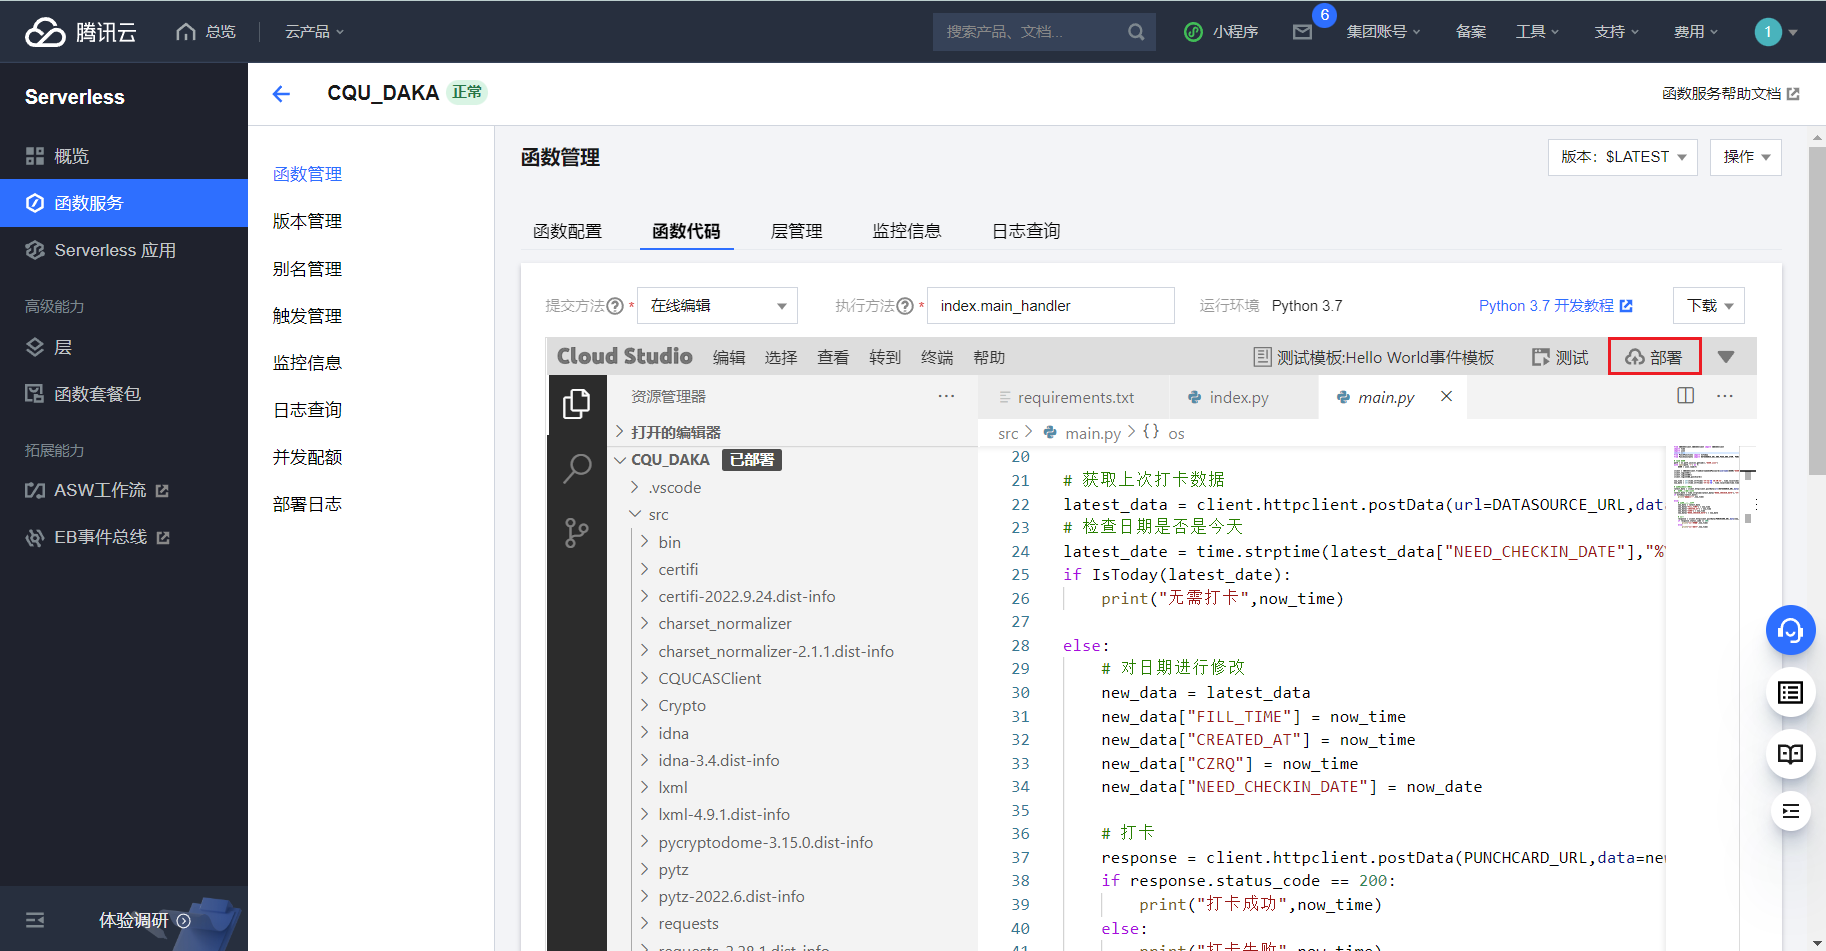 腾讯云
总览
云产品
搜索产品、文档...
小程序
6
集团账号
备案
工具
支持
费用
1
Serverless
CQU_DAKA
正常
函数服务帮助文档
概览
函数服务
Serverless 应用
高级能力
层
函数套餐包
拓展能力
ASW工作流
EB事件总线
体验调研
函数管理
版本管理
别名管理
触发管理
监控信息
日志查询
并发配额
部署日志
函数管理
版本：$LATEST
操作
函数配置
函数代码
层管理
监控信息
日志查询
提交方法
*
在线编辑
执行方法
*
index.main_handler
运行环境
Python 3.7
Python 3.7 开发教程
下载
Cloud Studio
编辑
选择
查看
转到
终端
帮助
测试模板:Hello World事件模板
测试
部署
资源管理器
requirements.txt
index.py
main.py
打开的编辑器
CQU_DAKA
已部署
.vscode
src
bin
certifi
certifi-2022.9.24.dist-info
charset_normalizer
charset_normalizer-2.1.1.dist-info
CQUCASClient
Crypto
idna
idna-3.4.dist-info
lxml
lxml-4.9.1.dist-info
pycryptodome-3.15.0.dist-info
pytz
pytz-2022.6.dist-info
requests
requests-2.28.1.dist-info
src > main.py > {} os
20
21 # 获取上次打卡数据
22 latest_data = client.httpclient.postData(url=DATASOURCE_URL,dat
23 # 检查日期是否是今天
24 latest_date = time.strptime(latest_data["NEED_CHECKIN_DATE"],"%
25 if IsToday(latest_date):
26 print("无需打卡",now_time)
27
28 else:
29 # 对日期进行修改
30 new_data = latest_data
31 new_data["FILL_TIME"] = now_time
32 new_data["CREATED_AT"] = now_time
33 new_data["CZRQ"] = now_time
34 new_data["NEED_CHECKIN_DATE"] = now_date
35
36 # 打卡
37 response = client.httpclient.postData(PUNCHCARD_URL,data=ne
38 if response.status_code == 200:
39 print("打卡成功",now_time)
40 else:
41 print("打卡失败",now_time)